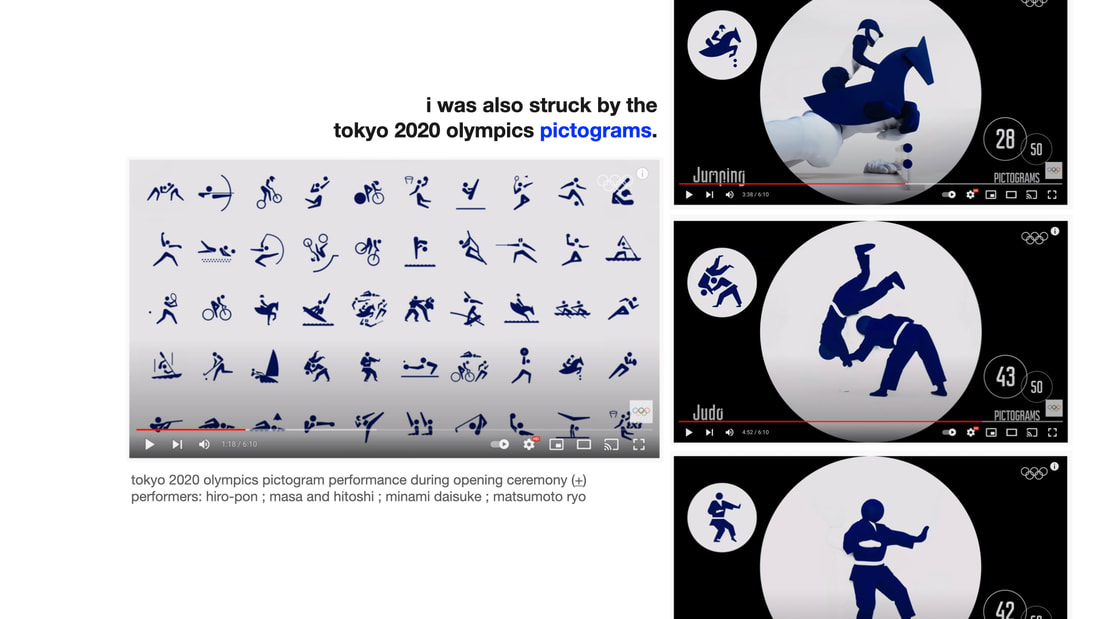 i was also struck by the
tokyo 2020 olympics pictograms.
1:18 / 6:10
HD
tokyo 2020 olympics pictogram performance during opening ceremony (+)
performers: hiro-pon ; masa and hitoshi ; minami daisuke ; matsumoto ryo
Jumping
28
50
PICTOGRAMS
3:38 / 6:10
Judo
43
50
PICTOGRAMS
4:52 / 6:10
42